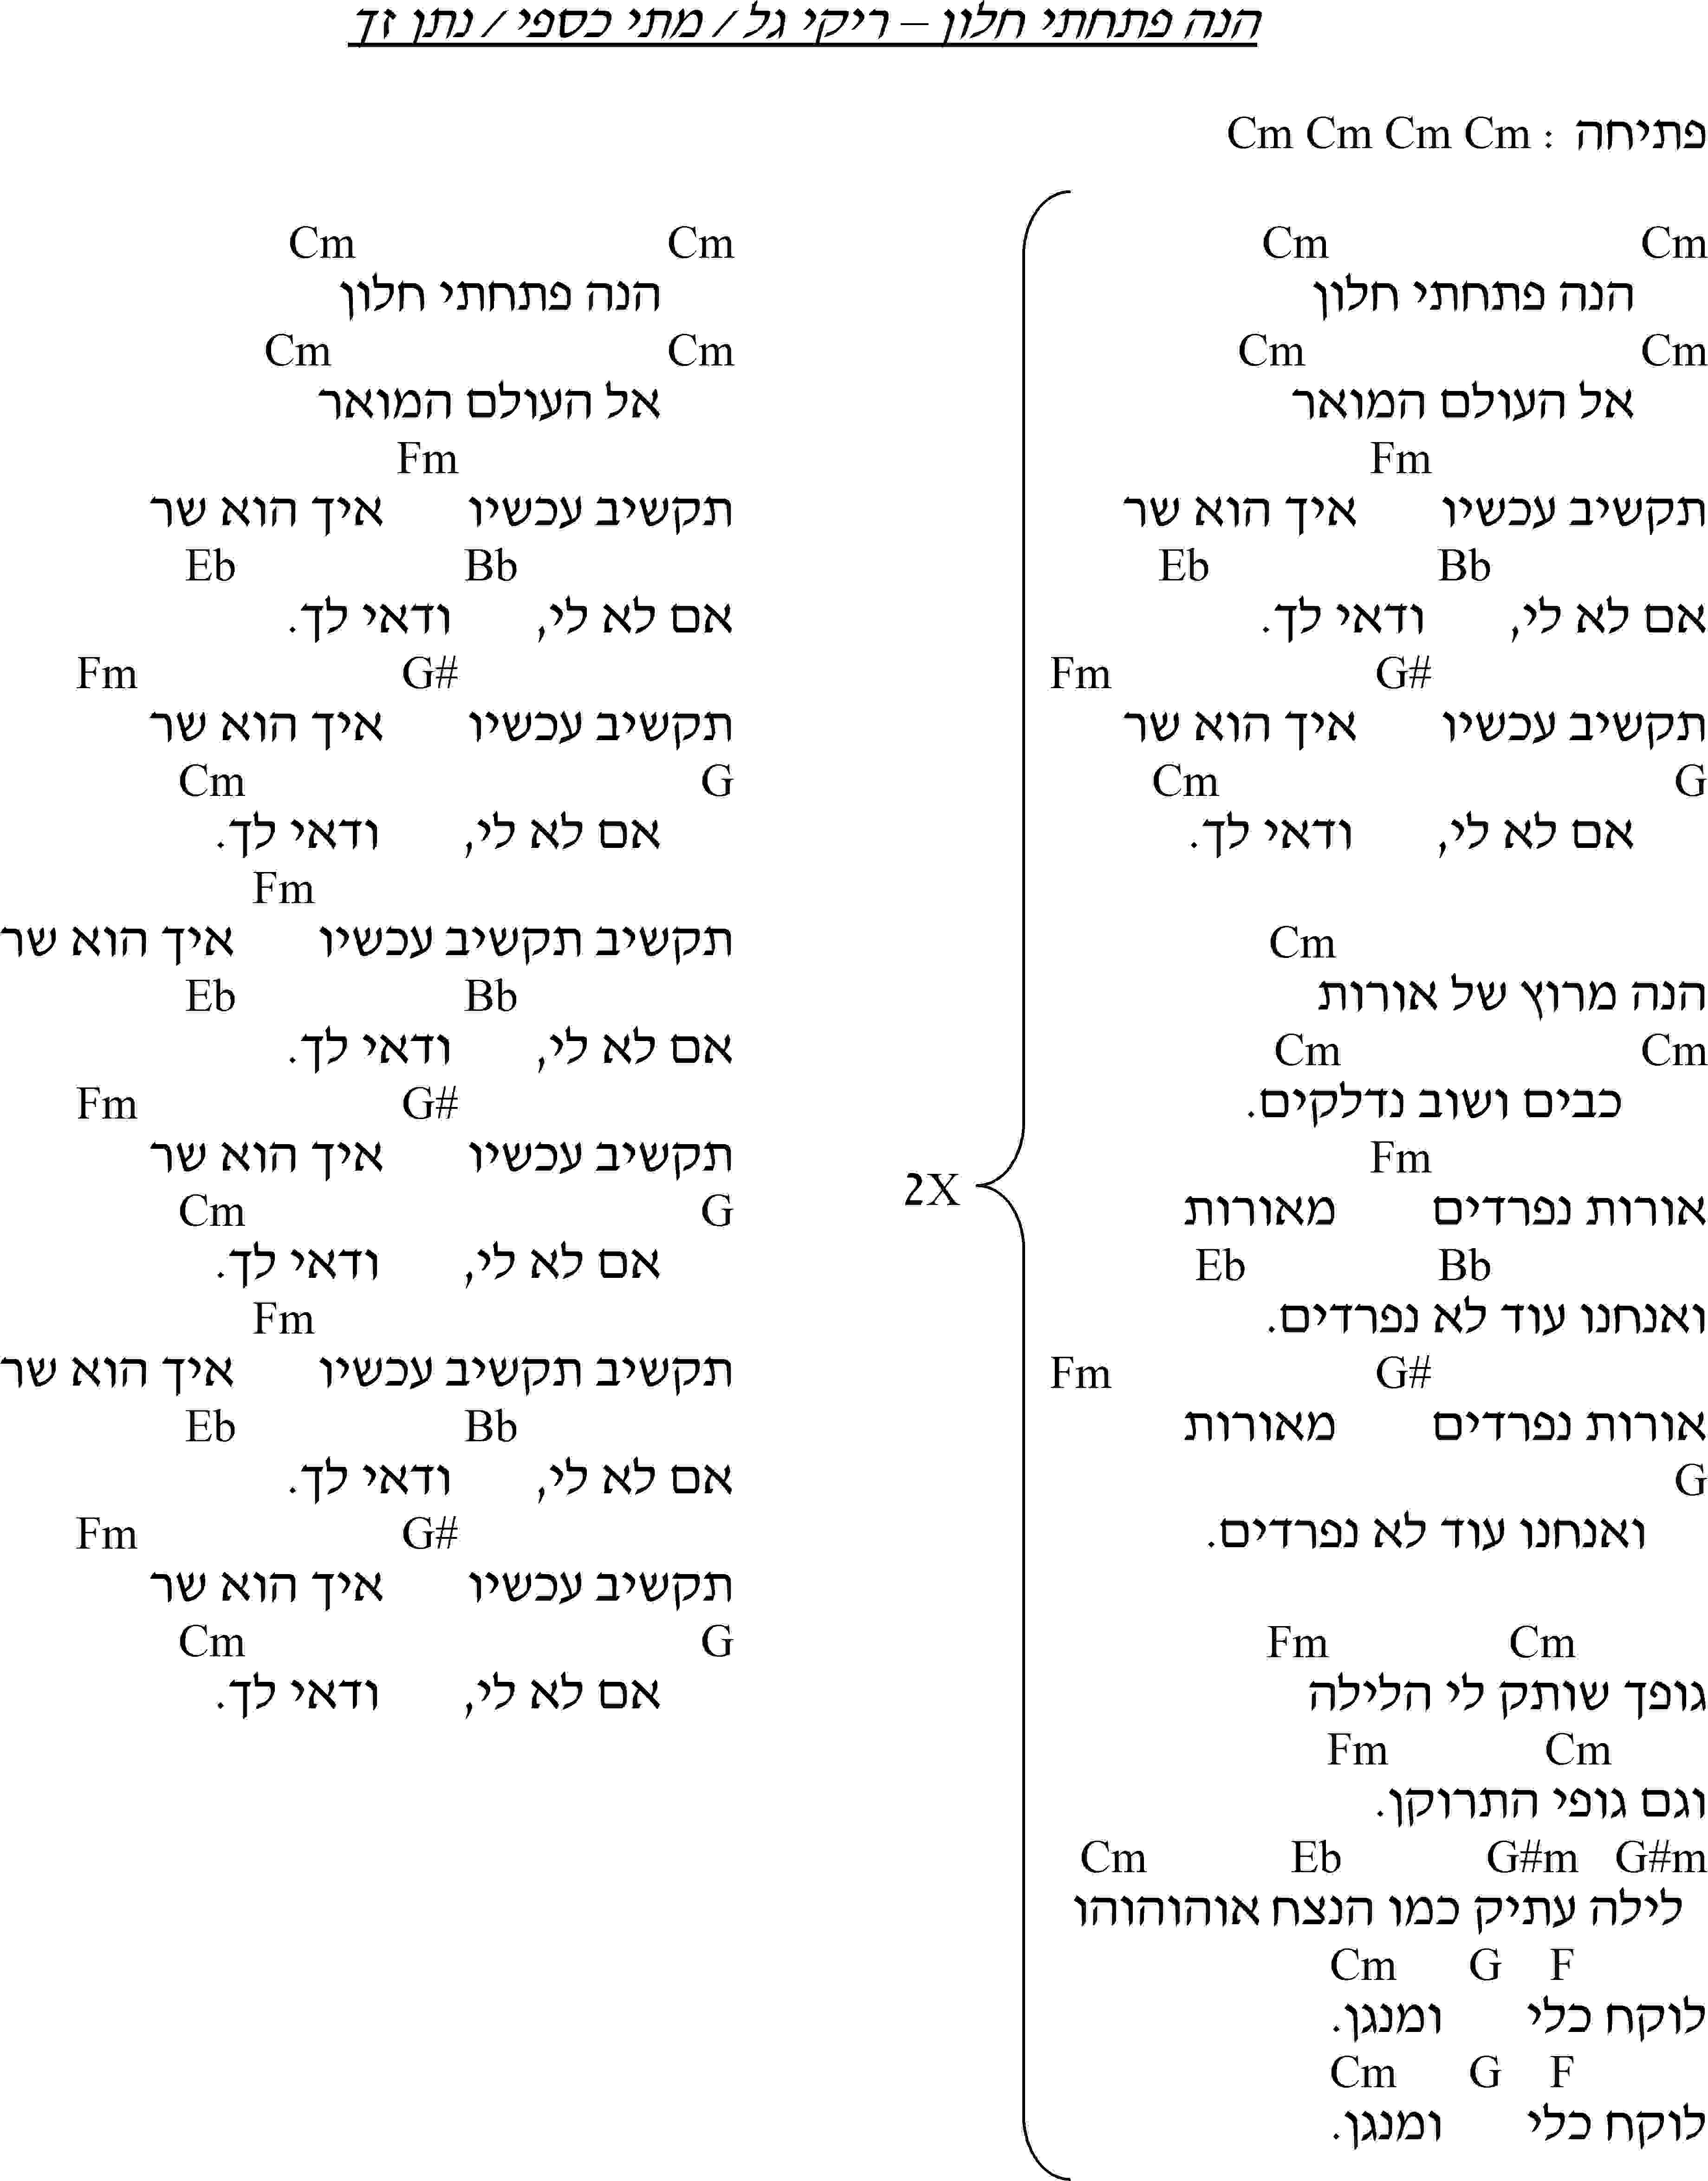 הנה פתחתי חלון – ריקי גל / מתי כספי / נתן זך
פתיחה : Cm Cm Cm Cm
Cm Cm
הנה פתחתי חלון
Cm Cm
אל העולם המואר
Fm
תקשיב עכשיו איך הוא שר
Bb Eb
אם לא לי, ודאי לך.
G# Fm
תקשיב עכשיו איך הוא שר
G Cm
אם לא לי, ודאי לך.
Cm
הנה מרוץ של אורות
Cm Cm
כבים ושוב נדלקים.
Fm
אורות נפרדים מאורות
Bb Eb
ואנחנו עוד לא נפרדים.
G# Fm
אורות נפרדים מאורות
G
ואנחנו עוד לא נפרדים.
Cm Fm
גופך שותק לי הלילה
Cm Fm
וגם גופי התרוקן.
G#m G#m Eb Cm
לילה עתיק כמו הנצח אוהוהוהו
F G Cm
לוקח כלי ומנגן.
F G Cm
לוקח כלי ומנגן.
2X
Cm Cm
הנה פתחתי חלון
Cm Cm
אל העולם המואר
Fm
תקשיב עכשיו איך הוא שר
Bb Eb
אם לא לי, ודאי לך.
G# Fm
תקשיב עכשיו איך הוא שר
G Cm
אם לא לי, ודאי לך.
Fm
תקשיב תקשיב עכשיו איך הוא שר
Bb Eb
אם לא לי, ודאי לך.
G# Fm
תקשיב עכשיו איך הוא שר
G Cm
אם לא לי, ודאי לך.
Fm
תקשיב תקשיב עכשיו איך הוא שר
Bb Eb
אם לא לי, ודאי לך.
G# Fm
תקשיב עכשיו איך הוא שר
G Cm
אם לא לי, ודאי לך.